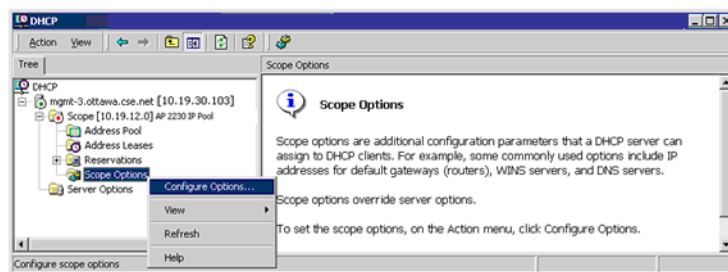 DHCP
Action View
Tree
Scope Options
DHCP
mgmt-3.ottawa.cse.net [10.19.30.103]
Scope [10.19.12.0] AP 2230 IP Pool
Address Pool
Address Leases
Reservations
Scope Options
Server Options
Configure Options...
View
Refresh
Help
Scope Options
Scope options are additional configuration parameters that a DHCP server can
assign to DHCP clients. For example, some commonly used options include IP
addresses for default gateways (routers), WINS servers, and DNS servers.
Scope options override server options.
To set the scope options, on the Action menu, click Configure Options.
Configure scope options